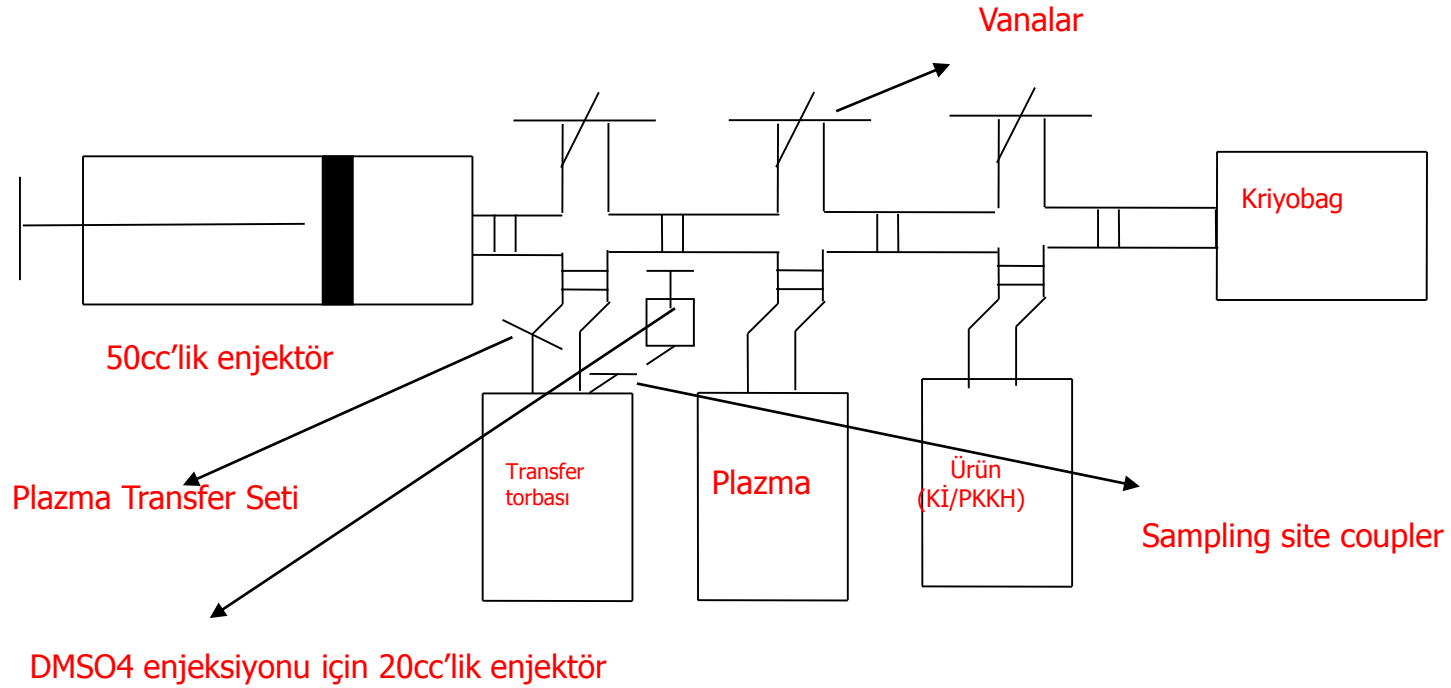 Vanalar
Kriyobag
50cc’lik enjektör
Transfer
torbası
Plazma
Ürün
(Kİ/PKKH)
Plazma Transfer Seti
Sampling site coupler
DMSO4 enjeksiyonu için 20cc’lik enjektör